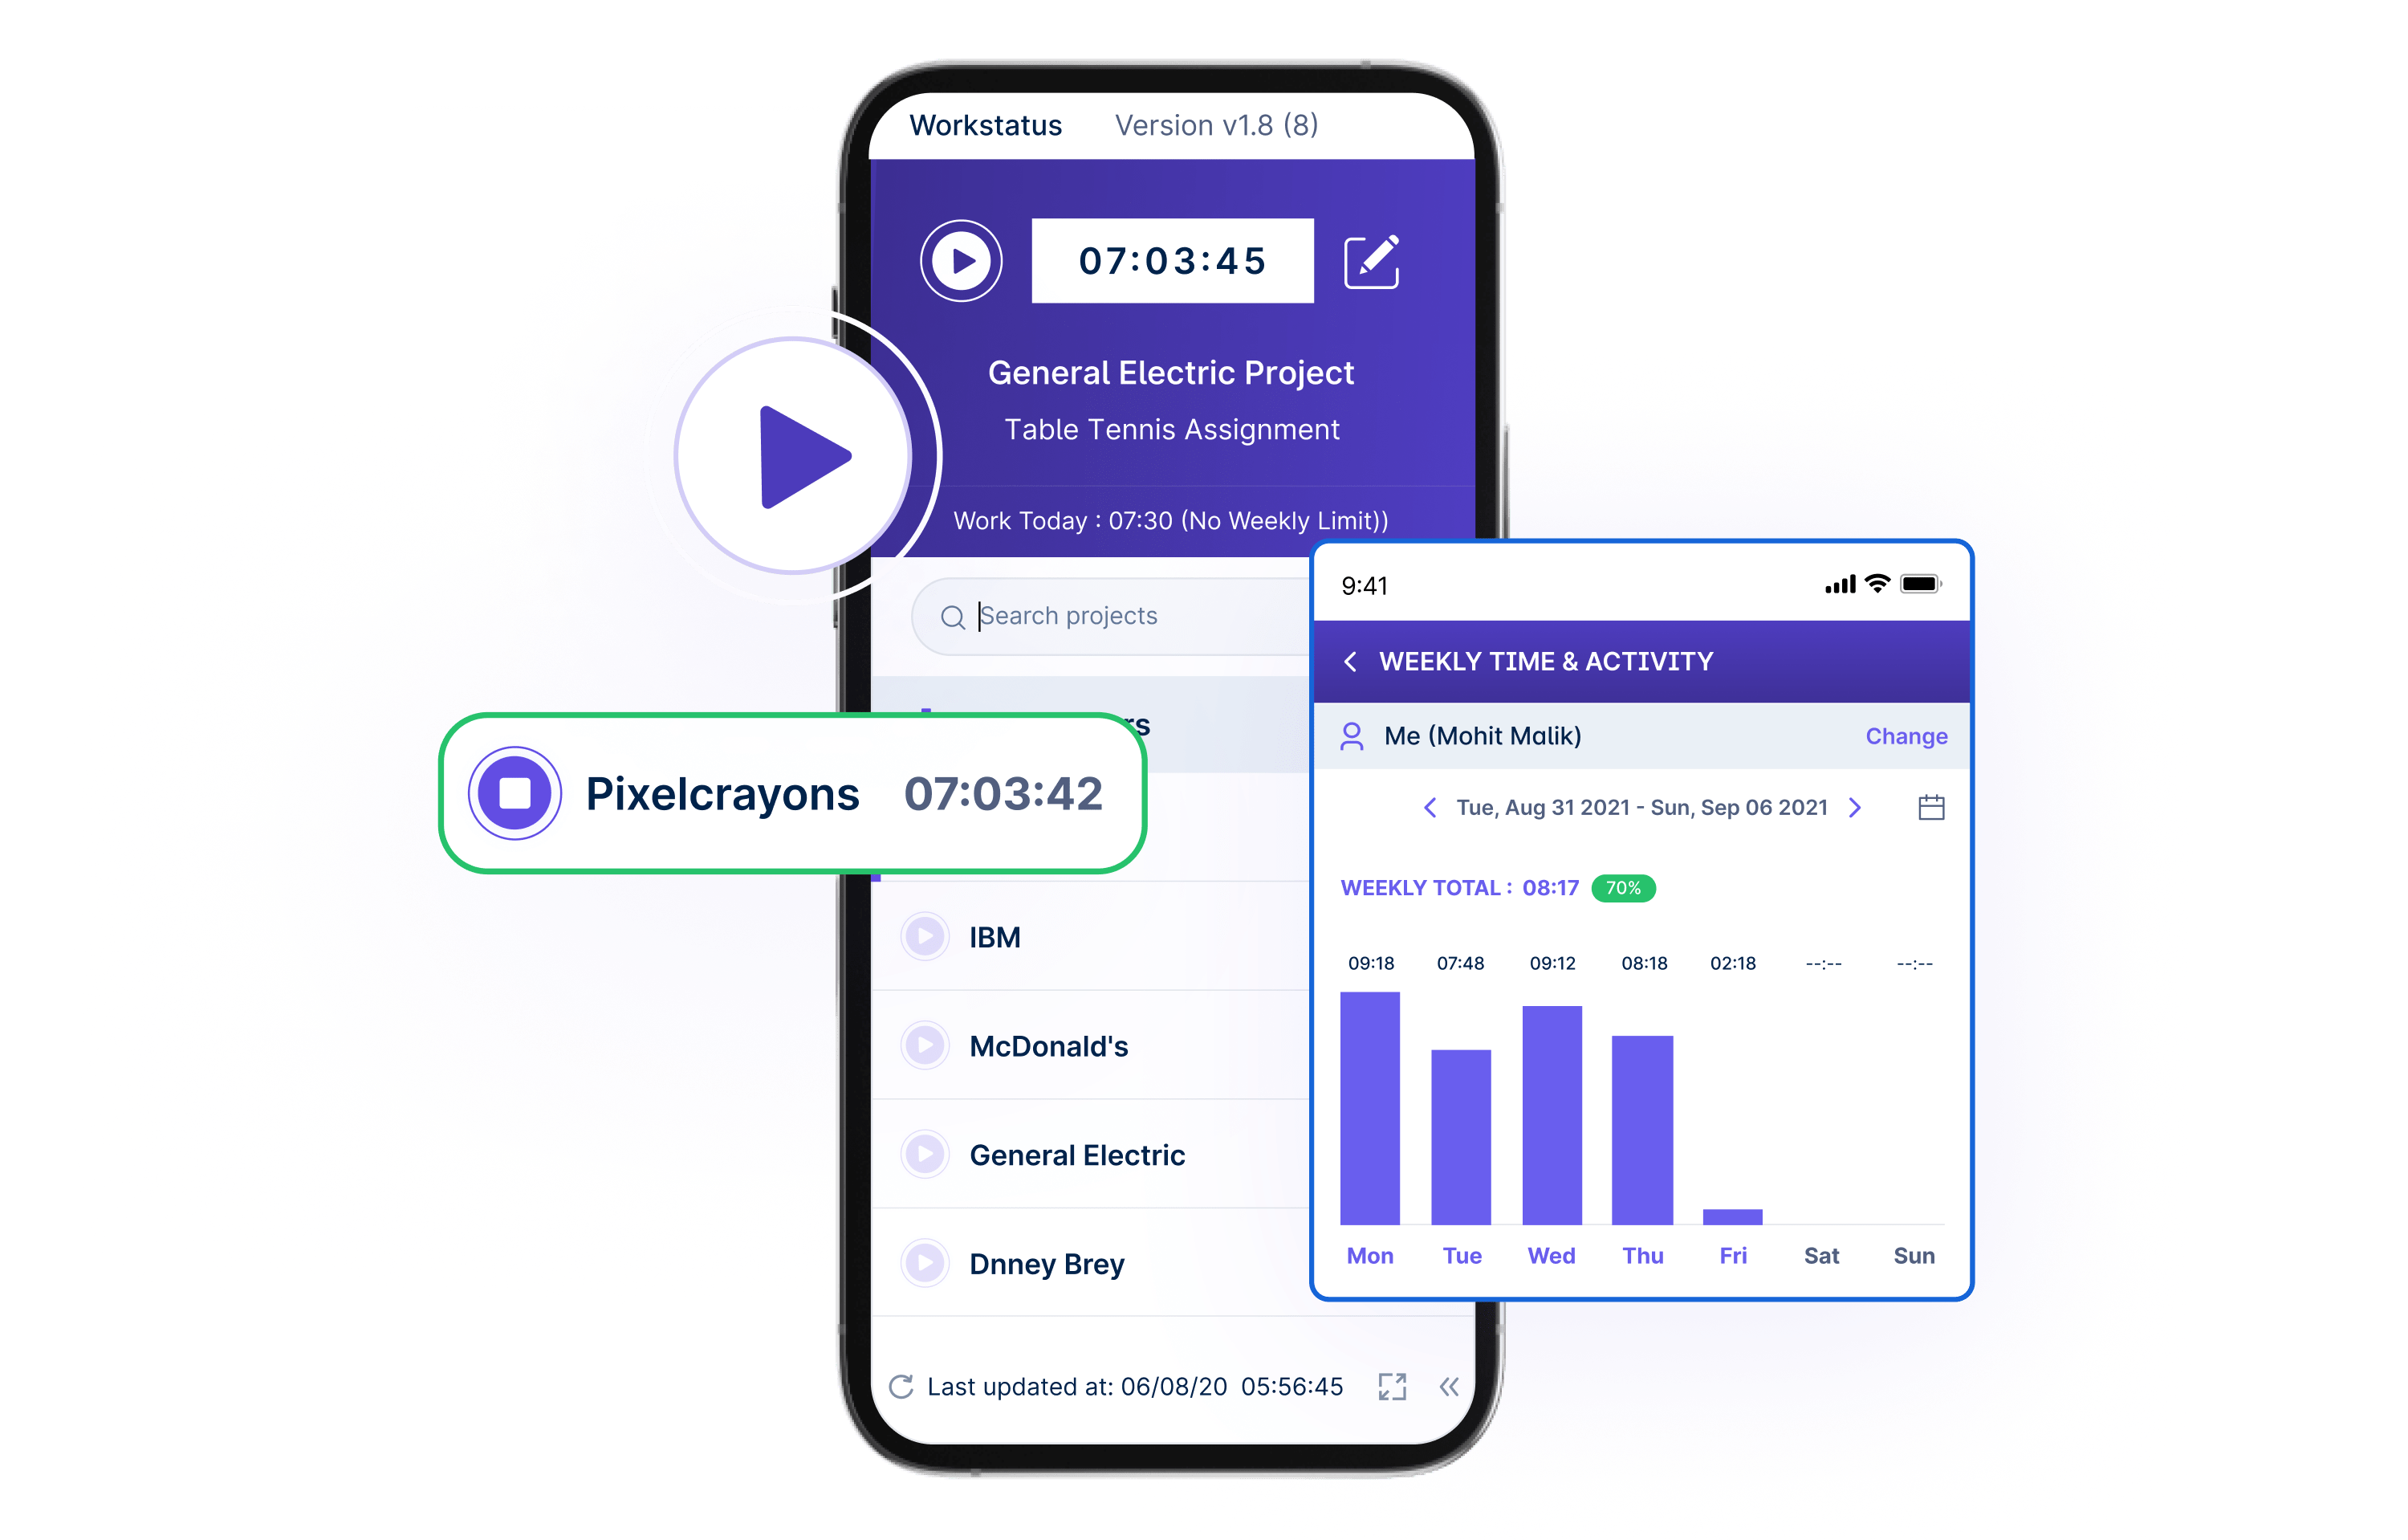 Workstatus Version v1.8 (8)
07:03:45
General Electric Project
Table Tennis Assignment
Work Today : 07:30 (No Weekly Limit))
Search projects
Pixelcrayons 07:03:42
IBM
McDonald's
General Electric
Dnney Brey
Last updated at: 06/08/20 05:56:45
9:41
WEEKLY TIME & ACTIVITY
Me (Mohit Malik) Change
Tue, Aug 31 2021 - Sun, Sep 06 2021
WEEKLY TOTAL : 08:17 70%
09:18 07:48 09:12 08:18 02:18 --:-- --:--
Mon Tue Wed Thu Fri Sat Sun